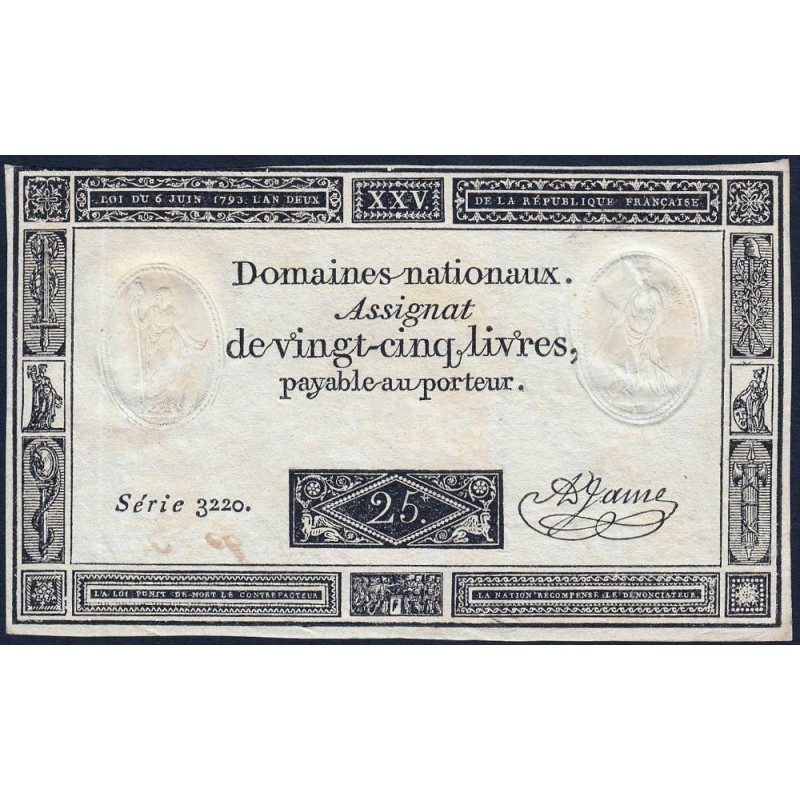 LOI DU 6 JUIN 1793. L'AN DEUX
XXV.
DE LA RÉPUBLIQUE FRANÇAISE
Domaines nationaux.
Assignat
de vingt-cinq livres,
payable au porteur.
Série 3220.
25.
A Jame
LA LOI PUNIT DE MORT LE CONTREFACTEUR
LA NATION RÉCOMPENSE LE DÉNONCIATEUR